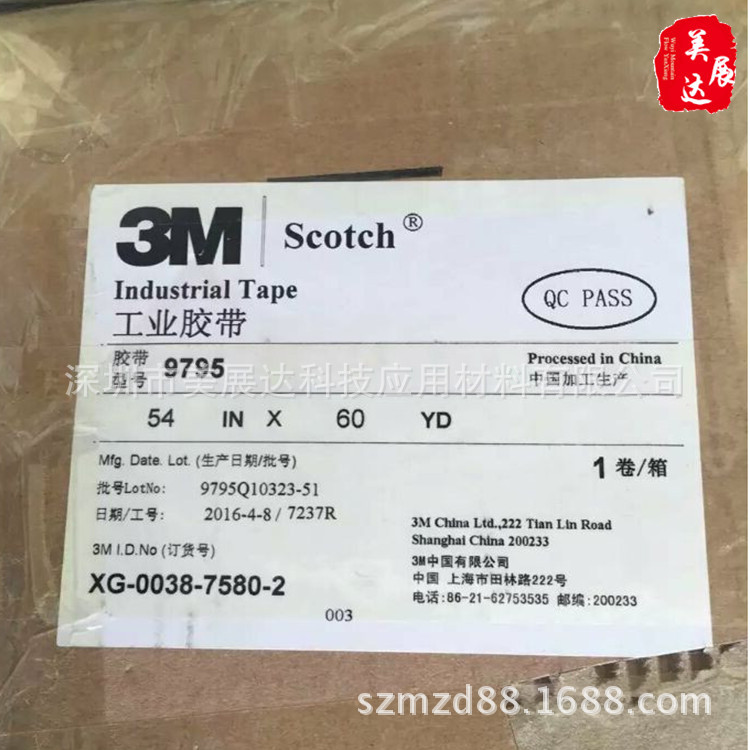 美展达
Wuyi Mountain
Flow YunXiang
3M Scotch®
Industrial Tape
工业胶带
QC PASS
胶带
型号 9795
Processed in China
中国加工生产
深圳市美展达科技应用材料有限公司
54 IN X 60 YD
Mfg. Date. Lot. (生产日期/批号)
1 卷/箱
批号LotNo: 9795Q10323-51
日期/工号: 2016-4-8 / 7237R
3M China Ltd.,222 Tian Lin Road
Shanghai China 200233
3M I.D.No (订货号)
3M中国有限公司
XG-0038-7580-2
中国 上海市田林路222号
电话:86-21-62753535 邮编:200233
003
szmzd88.1688.com